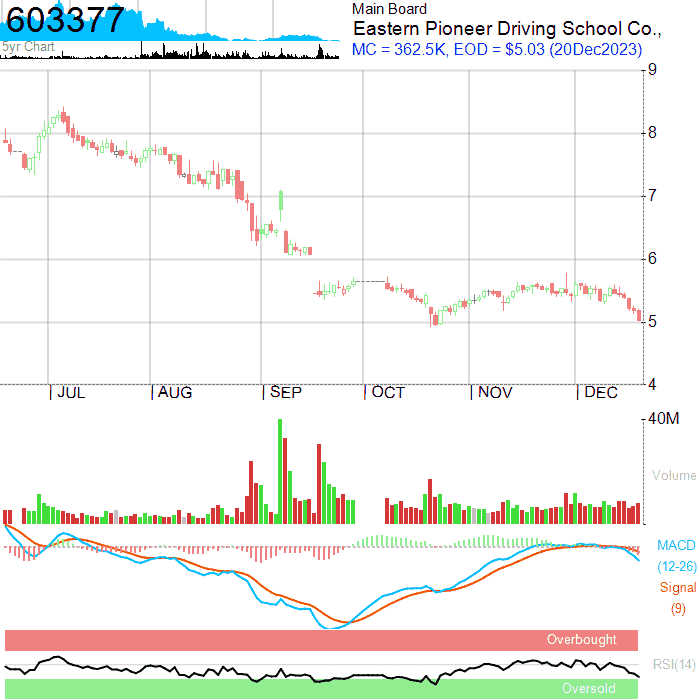 603377
5yr Chart
Main Board
Eastern Pioneer Driving School Co.,
MC = 362.5K, EOD = $5.03 (20Dec2023)
9
8
7
6
5
4
JUL AUG SEP OCT NOV DEC
40M
Volume
MACD
(12-26)
Signal
(9)
Overbought
RSI(14)
Oversold